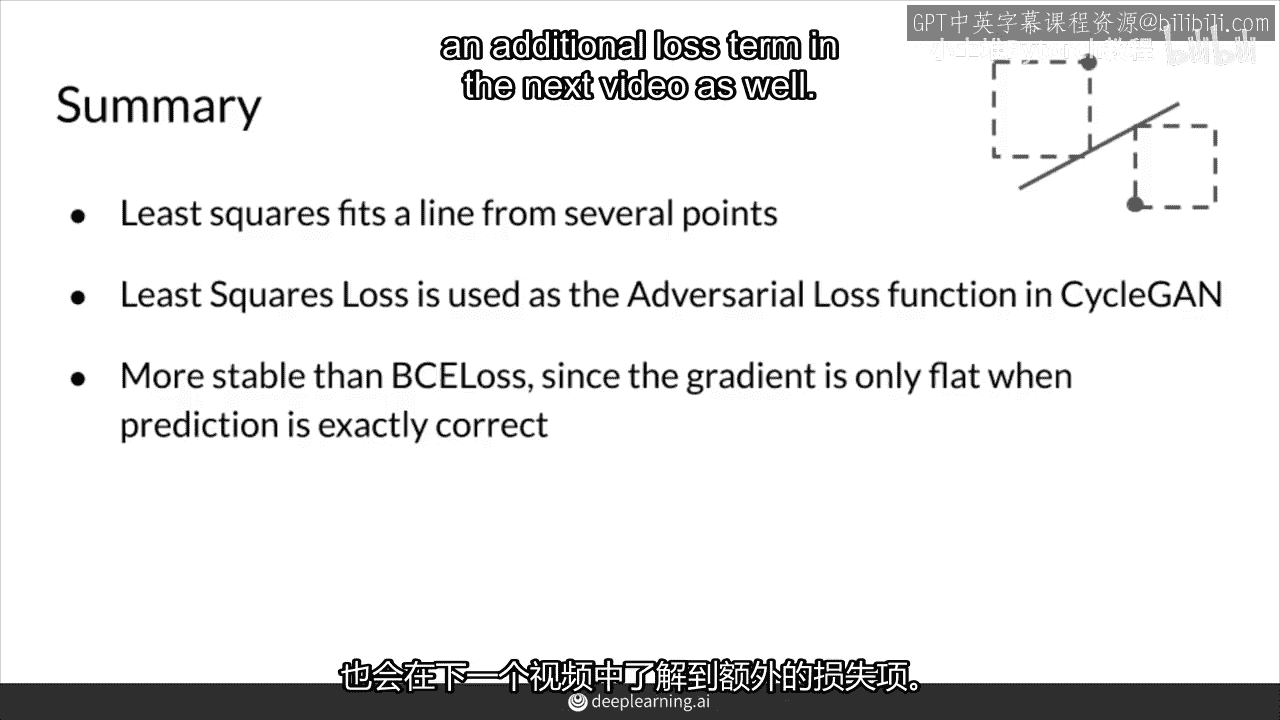 GPT中英字幕课程资源@bilibili.com
an additional loss term in
the next video as well.
Summary
● Least squares fits a line from several points
● Least Squares Loss is used as the Adversarial Loss function in CycleGAN
● More stable than BCELoss, since the gradient is only flat when
prediction is exactly correct
也会在下一个视频中了解到额外的损失项。
deeplearning.ai